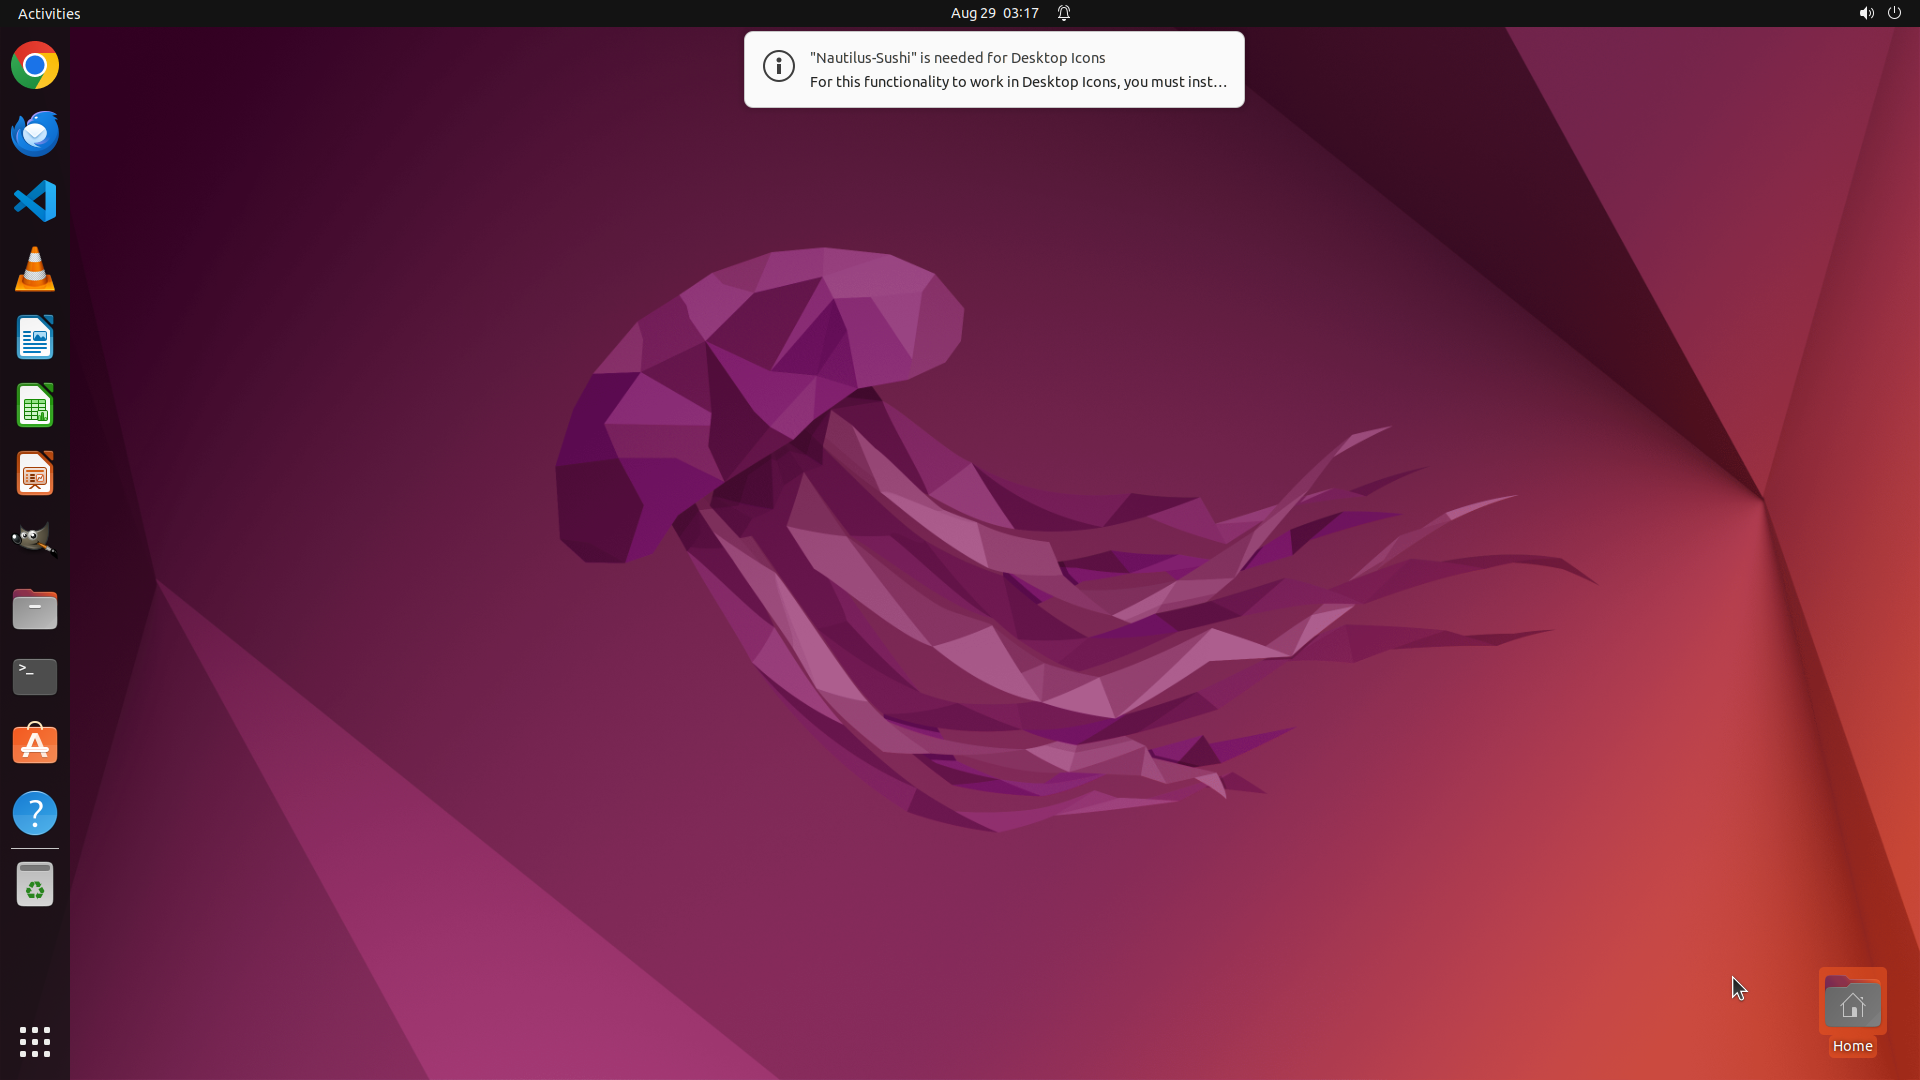 Activities
Aug 29 03:17
"Nautilus-Sushi" is needed for Desktop Icons
For this functionality to work in Desktop Icons, you must inst…
>_
?
Home